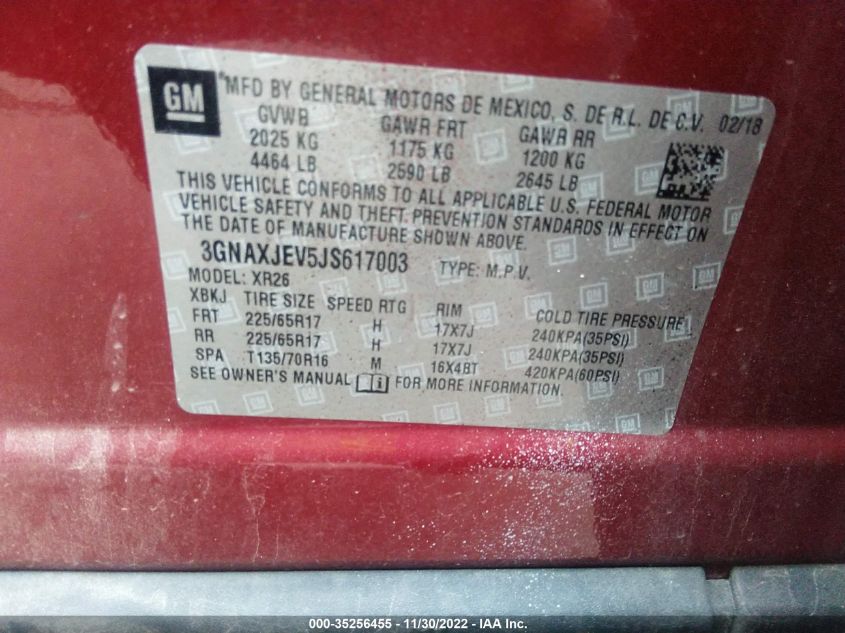 GM
*MFD BY GENERAL MOTORS DE MEXICO, S. DE R.L. DE C.V. 02/18
GVWR GAWR FRT GAWR RR
2025 KG 1175 KG 1200 KG
4464 LB 2590 LB 2645 LB
THIS VEHICLE CONFORMS TO ALL APPLICABLE U.S. FEDERAL MOTOR
VEHICLE SAFETY AND THEFT PREVENTION STANDARDS IN EFFECT ON
THE DATE OF MANUFACTURE SHOWN ABOVE.
3GNAXJEV5JS617003 TYPE: M.P.V.
MODEL: XR26
XBKJ TIRE SIZE SPEED RTG RIM COLD TIRE PRESSURE
FRT 225/65R17 H 17X7J 240KPA(35PSI)
RR 225/65R17 H 17X7J 240KPA(35PSI)
SPA T135/70R16 M 16X4BT 420KPA(60PSI)
SEE OWNER'S MANUAL i FOR MORE INFORMATION.
000-35256455 - 11/30/2022 - IAA Inc.